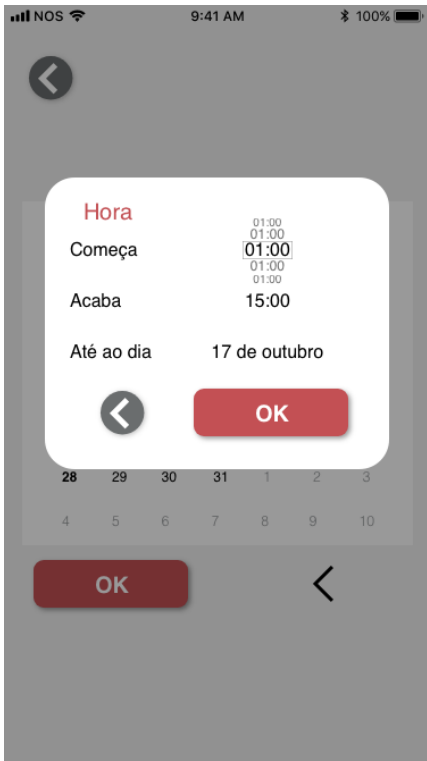 NOS 9:41 AM 100%
Hora
01:00
01:00
Começa 01:00
01:00
01:00
Acaba 15:00
Até ao dia 17 de outubro
OK
28 29 30 31 1 2 3
4 5 6 7 8 9 10
OK